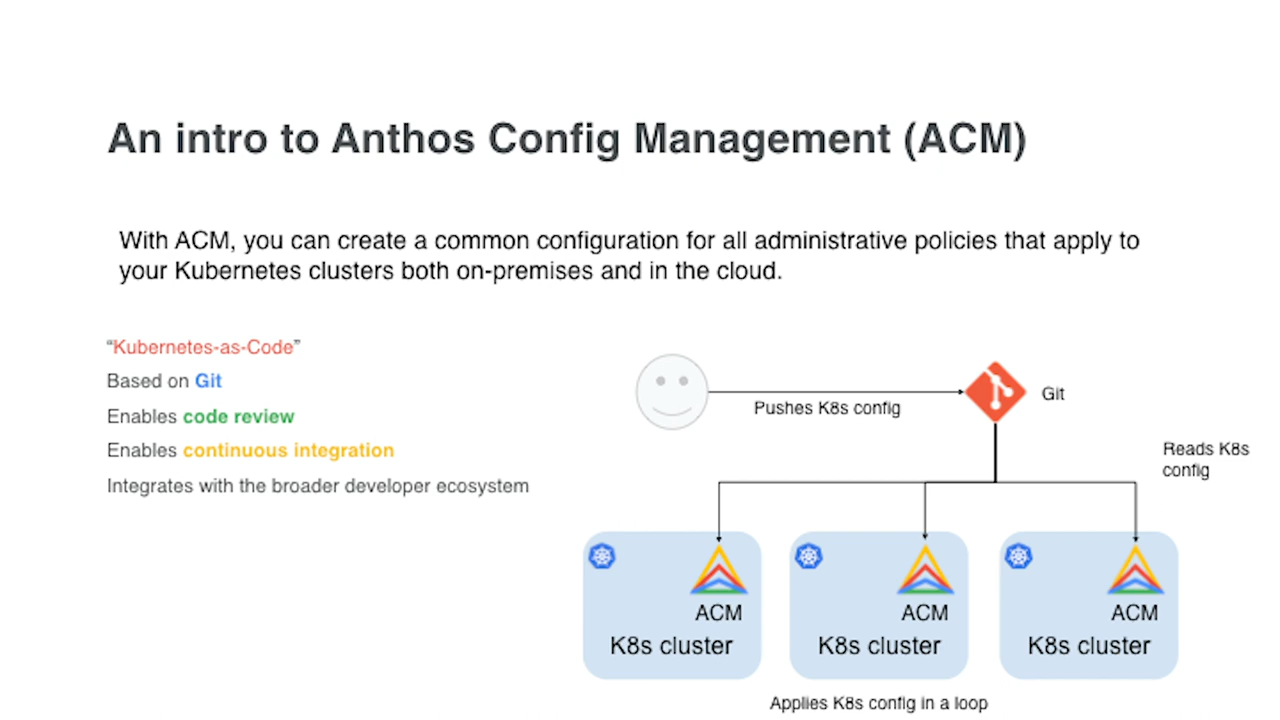 An intro to Anthos Config Management (ACM)
With ACM, you can create a common configuration for all administrative policies that apply to
your Kubernetes clusters both on-premises and in the cloud.
“Kubernetes-as-Code”
Based on Git
Enables code review
Enables continuous integration
Integrates with the broader developer ecosystem
Pushes K8s config
Git
Reads K8s
config
ACM
K8s cluster
ACM
K8s cluster
ACM
K8s cluster
Applies K8s config in a loop